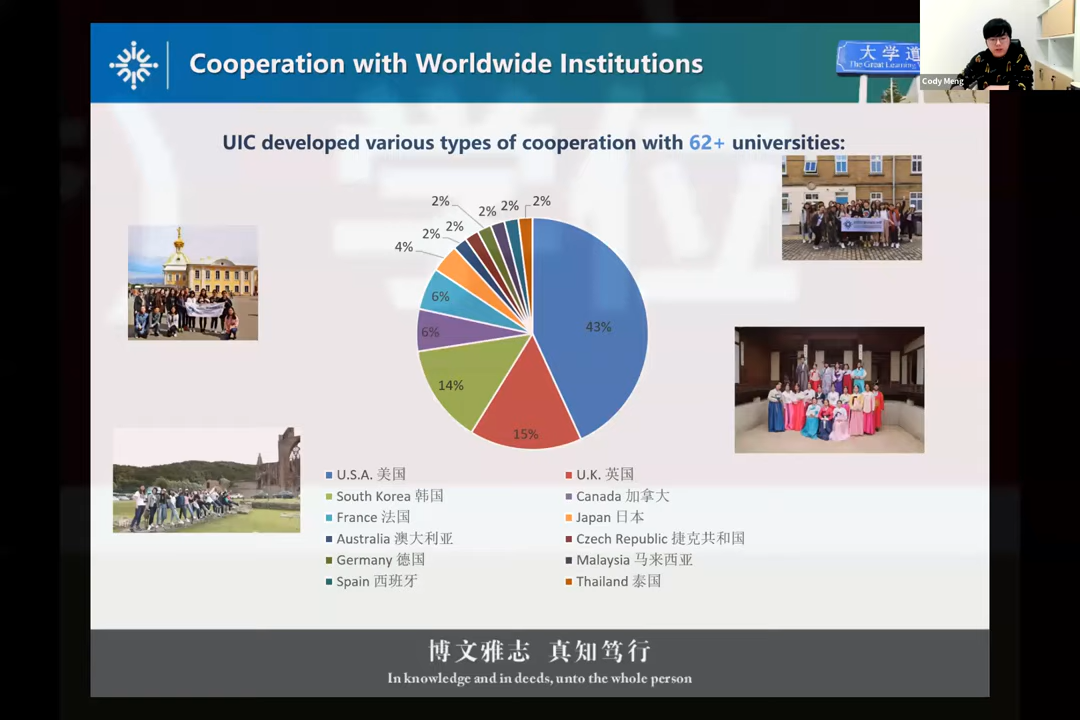 Cooperation with Worldwide Institutions
大学道
The Great Learning
Cody Meng
UIC developed various types of cooperation with 62+ universities:
2%
2%
2%
2%
2%
2%
4%
6%
6%
14%
15%
43%
U.S.A. 美国
U.K. 英国
South Korea 韩国
Canada 加拿大
France 法国
Japan 日本
Australia 澳大利亚
Czech Republic 捷克共和国
Germany 德国
Malaysia 马来西亚
Spain 西班牙
Thailand 泰国
博文雅志 真知笃行
In knowledge and in deeds, unto the whole person